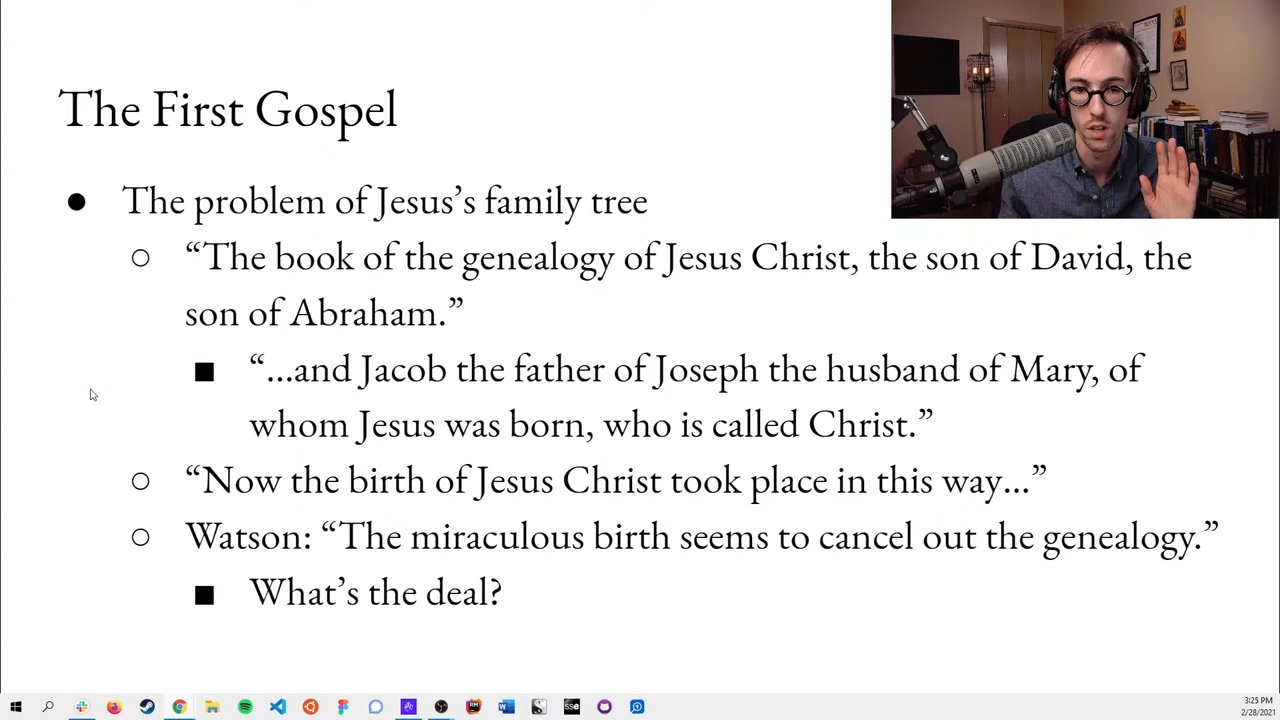 The First Gospel
● The problem of Jesus’s family tree
○ “The book of the genealogy of Jesus Christ, the son of David, the
son of Abraham.”
■ “…and Jacob the father of Joseph the husband of Mary, of
whom Jesus was born, who is called Christ.”
○ “Now the birth of Jesus Christ took place in this way…”
○ Watson: “The miraculous birth seems to cancel out the genealogy.”
■ What’s the deal?
3:25 PM
2/28/2021